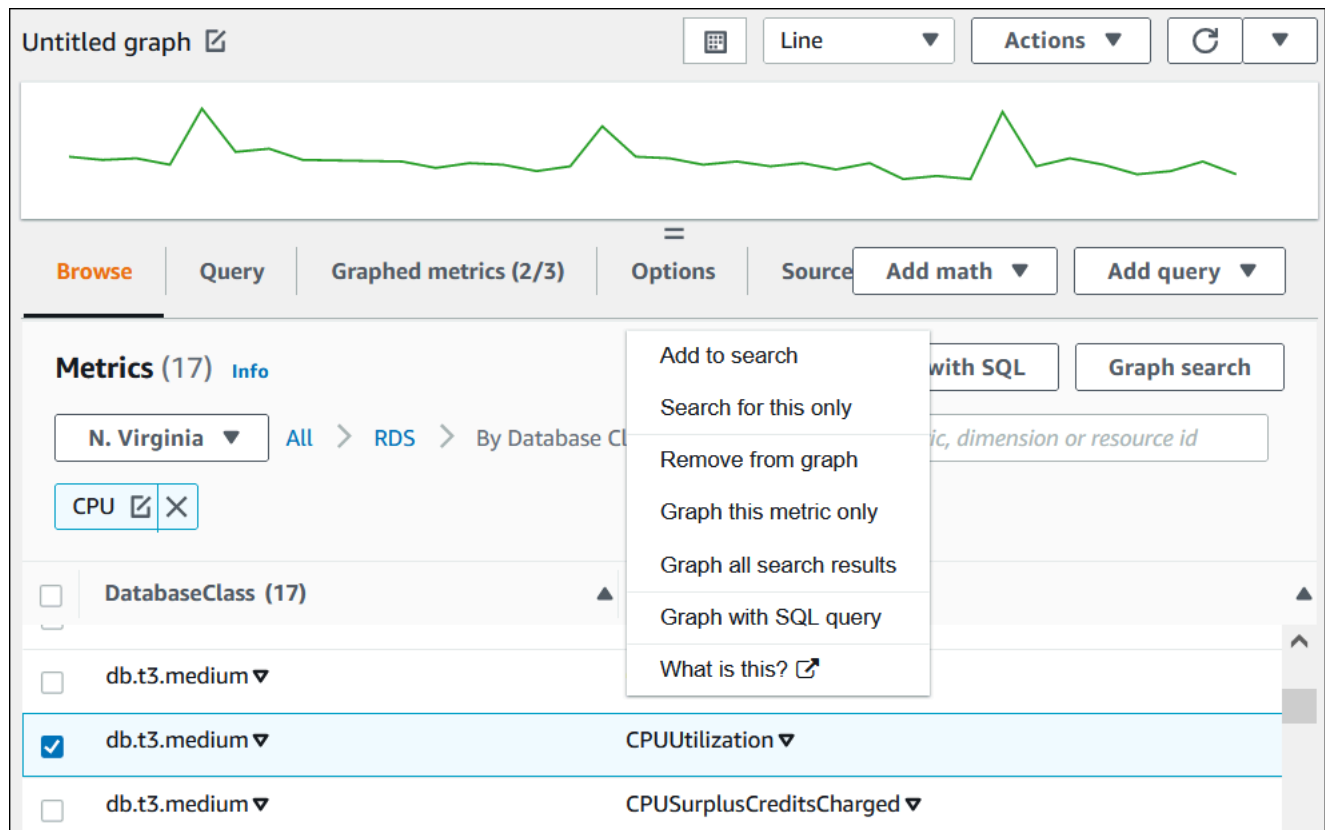 Untitled graph
Line
Actions
Browse
Query
Graphed metrics (2/3)
Options
Source
Add math
Add query
Metrics (17) Info
with SQL
Graph search
N. Virginia
All > RDS > By Database Cl
ic, dimension or resource id
CPU
Add to search
Search for this only
Remove from graph
Graph this metric only
Graph all search results
Graph with SQL query
What is this?
DatabaseClass (17)
db.t3.medium
db.t3.medium CPUUtilization
db.t3.medium CPUSurplusCreditsCharged